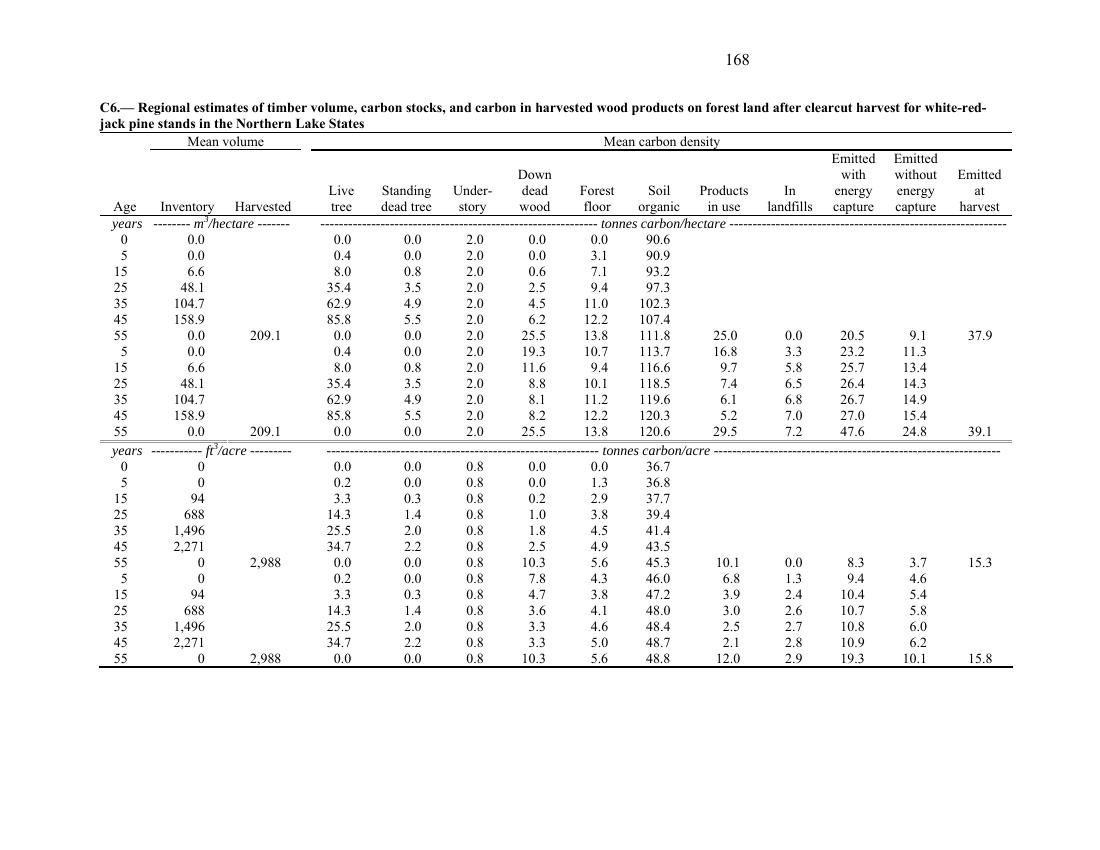 168
C6.— Regional estimates of timber volume, carbon stocks, and carbon in harvested wood products on forest land after clearcut harvest for white-red-
jack pine stands in the Northern Lake States
Mean volume Mean carbon density
Emitted Emitted
Down with without Emitted
Live Standing Under- dead Forest Soil Products In energy energy at
Age Inventory Harvested tree dead tree story wood floor organic in use landfills capture capture harvest
years -------- m³/hectare ------- ---------------------------------------------------------- tonnes carbon/hectare ----------------------------------------------------------
0 0.0 0.0 0.0 2.0 0.0 0.0 90.6
5 0.0 0.4 0.0 2.0 0.0 3.1 90.9
15 6.6 8.0 0.8 2.0 0.6 7.1 93.2
25 48.1 35.4 3.5 2.0 2.5 9.4 97.3
35 104.7 62.9 4.9 2.0 4.5 11.0 102.3
45 158.9 85.8 5.5 2.0 6.2 12.2 107.4
55 0.0 209.1 0.0 0.0 2.0 25.5 13.8 111.8 25.0 0.0 20.5 9.1 37.9
5 0.0 0.4 0.0 2.0 19.3 10.7 113.7 16.8 3.3 23.2 11.3
15 6.6 8.0 0.8 2.0 11.6 9.4 116.6 9.7 5.8 25.7 13.4
25 48.1 35.4 3.5 2.0 8.8 10.1 118.5 7.4 6.5 26.4 14.3
35 104.7 62.9 4.9 2.0 8.1 11.2 119.6 6.1 6.8 26.7 14.9
45 158.9 85.8 5.5 2.0 8.2 12.2 120.3 5.2 7.0 27.0 15.4
55 0.0 209.1 0.0 0.0 2.0 25.5 13.8 120.6 29.5 7.2 47.6 24.8 39.1
years ----------- ft³/acre --------- ---------------------------------------------------------- tonnes carbon/acre ----------------------------------------------------------
0 0 0.0 0.0 0.8 0.0 0.0 36.7
5 0 0.2 0.0 0.8 0.0 1.3 36.8
15 94 3.3 0.3 0.8 0.2 2.9 37.7
25 688 14.3 1.4 0.8 1.0 3.8 39.4
35 1,496 25.5 2.0 0.8 1.8 4.5 41.4
45 2,271 34.7 2.2 0.8 2.5 4.9 43.5
55 0 2,988 0.0 0.0 0.8 10.3 5.6 45.3 10.1 0.0 8.3 3.7 15.3
5 0 0.2 0.0 0.8 7.8 4.3 46.0 6.8 1.3 9.4 4.6
15 94 3.3 0.3 0.8 4.7 3.8 47.2 3.9 2.4 10.4 5.4
25 688 14.3 1.4 0.8 3.6 4.1 48.0 3.0 2.6 10.7 5.8
35 1,496 25.5 2.0 0.8 3.3 4.6 48.4 2.5 2.7 10.8 6.0
45 2,271 34.7 2.2 0.8 3.3 5.0 48.7 2.1 2.8 10.9 6.2
55 0 2,988 0.0 0.0 0.8 10.3 5.6 48.8 12.0 2.9 19.3 10.1 15.8